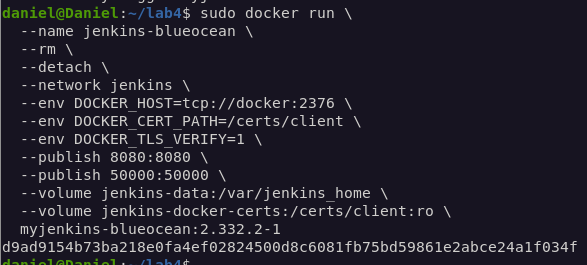 daniel@Daniel:~/lab4$ sudo docker run \
  --name jenkins-blueocean \
  --rm \
  --detach \
  --network jenkins \
  --env DOCKER_HOST=tcp://docker:2376 \
  --env DOCKER_CERT_PATH=/certs/client \
  --env DOCKER_TLS_VERIFY=1 \
  --publish 8080:8080 \
  --publish 50000:50000 \
  --volume jenkins-data:/var/jenkins_home \
  --volume jenkins-docker-certs:/certs/client:ro \
  myjenkins-blueocean:2.332.2-1
d9ad9154b73ba218e0fa4ef02824500d8c6081fb75bd59861e2abce24a1f034f
daniel@Daniel:~/lab4$